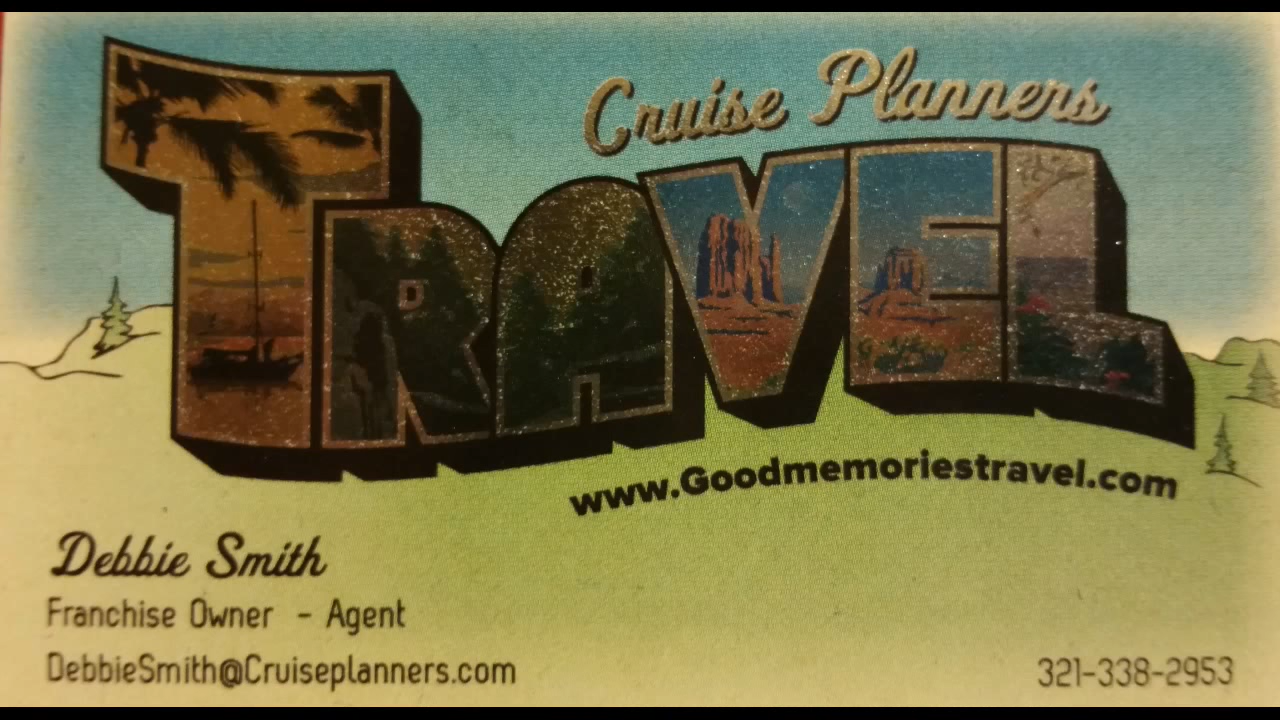 Cruise Planners
TRAVEL
www.Goodmemoriestravel.com
Debbie Smith
Franchise Owner - Agent
DebbieSmith@Cruiseplanners.com
321-338-2953